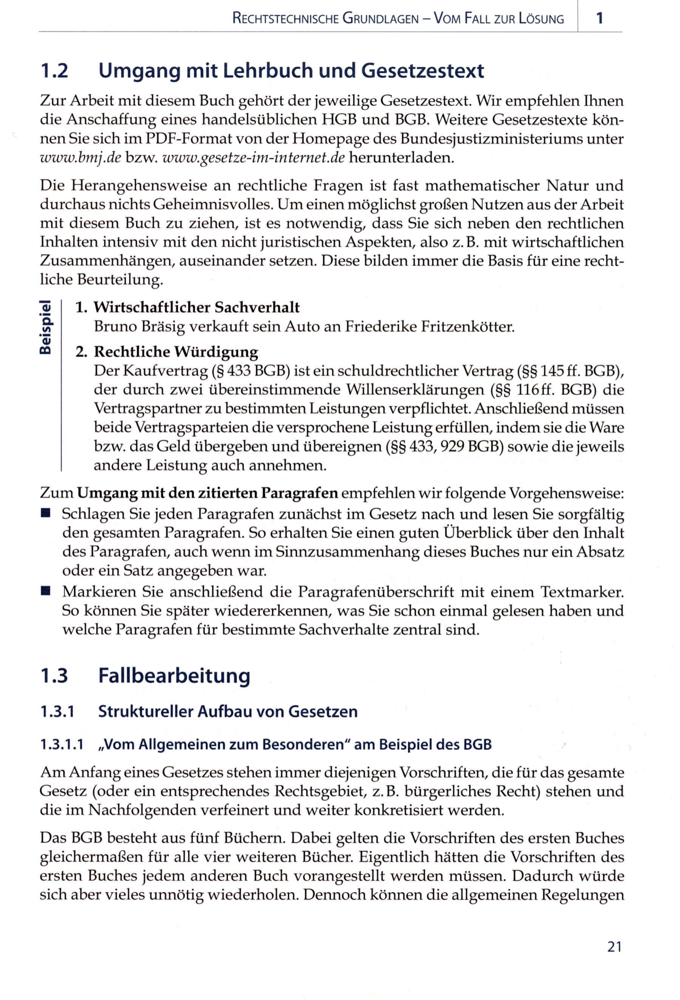 RECHTSTECHNISCHE GRUNDLAGEN – VOM FALL ZUR LÖSUNG 1
1.2 Umgang mit Lehrbuch und Gesetzestext
Zur Arbeit mit diesem Buch gehört der jeweilige Gesetzestext. Wir empfehlen Ihnen
die Anschaffung eines handelsüblichen HGB und BGB. Weitere Gesetzestexte kön-
nen Sie sich im PDF-Format von der Homepage des Bundesjustizministeriums unter
www.bmj.de bzw. www.gesetze-im-internet.de herunterladen.
Die Herangehensweise an rechtliche Fragen ist fast mathematischer Natur und
durchaus nichts Geheimnisvolles. Um einen möglichst großen Nutzen aus der Arbeit
mit diesem Buch zu ziehen, ist es notwendig, dass Sie sich neben den rechtlichen
Inhalten intensiv mit den nicht juristischen Aspekten, also z. B. mit wirtschaftlichen
Zusammenhängen, auseinander setzen. Diese bilden immer die Basis für eine recht-
liche Beurteilung.
Beispiel
1. Wirtschaftlicher Sachverhalt
Bruno Bräsig verkauft sein Auto an Friederike Fritzenkötter.
2. Rechtliche Würdigung
Der Kaufvertrag (§ 433 BGB) ist ein schuldrechtlicher Vertrag (§§ 145 ff. BGB),
der durch zwei übereinstimmende Willenserklärungen (§§ 116 ff. BGB) die
Vertragspartner zu bestimmten Leistungen verpflichtet. Anschließend müssen
beide Vertragsparteien die versprochene Leistung erfüllen, indem sie die Ware
bzw. das Geld übergeben und übereignen (§§ 433, 929 BGB) sowie die jeweils
andere Leistung auch annehmen.
Zum Umgang mit den zitierten Paragrafen empfehlen wir folgende Vorgehensweise:
■ Schlagen Sie jeden Paragrafen zunächst im Gesetz nach und lesen Sie sorgfältig
den gesamten Paragrafen. So erhalten Sie einen guten Überblick über den Inhalt
des Paragrafen, auch wenn im Sinnzusammenhang dieses Buches nur ein Absatz
oder ein Satz angegeben war.
■ Markieren Sie anschließend die Paragrafenüberschrift mit einem Textmarker.
So können Sie später wiedererkennen, was Sie schon einmal gelesen haben und
welche Paragrafen für bestimmte Sachverhalte zentral sind.
1.3 Fallbearbeitung
1.3.1 Struktureller Aufbau von Gesetzen
1.3.1.1 „Vom Allgemeinen zum Besonderen" am Beispiel des BGB
Am Anfang eines Gesetzes stehen immer diejenigen Vorschriften, die für das gesamte
Gesetz (oder ein entsprechendes Rechtsgebiet, z. B. bürgerliches Recht) stehen und
die im Nachfolgenden verfeinert und weiter konkretisiert werden.
Das BGB besteht aus fünf Büchern. Dabei gelten die Vorschriften des ersten Buches
gleichermaßen für alle vier weiteren Bücher. Eigentlich hätten die Vorschriften des
ersten Buches jedem anderen Buch vorangestellt werden müssen. Dadurch würde
sich aber vieles unnötig wiederholen. Dennoch können die allgemeinen Regelungen
21